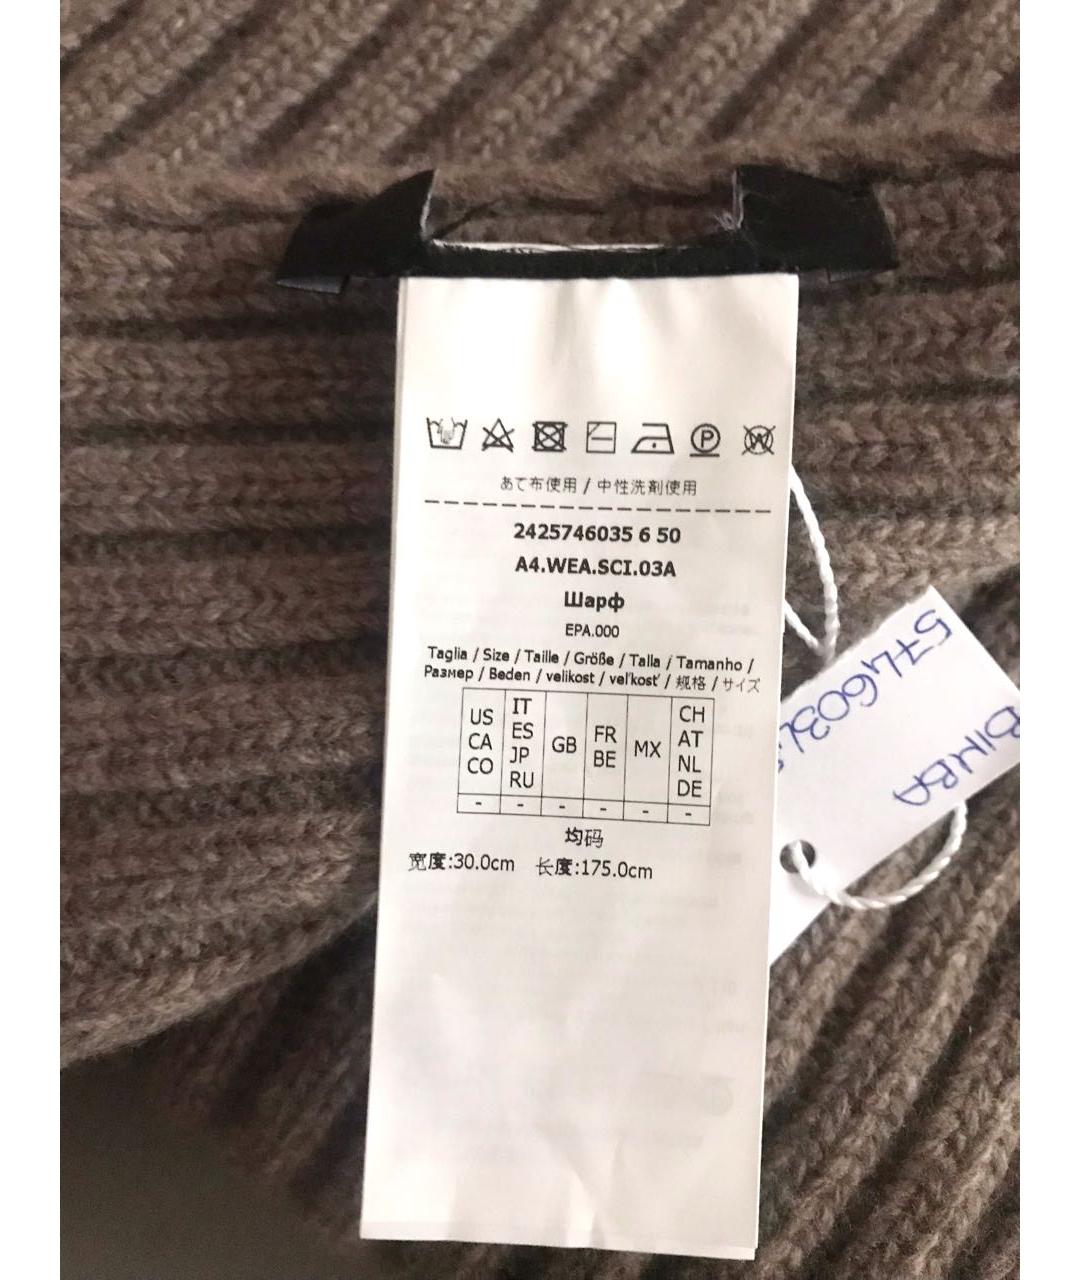 あて布使用 / 中性洗剤使用
2425746035 6 50
A4.WEA.SCI.03A
Шарф
EPA.000
Taglia / Size / Taille / Größe / Talla / Tamanho /
Размер / Beden / velikost / veľkosť / 规格 / サイズ
US CA CO
IT ES JP RU
GB
FR BE
MX
CH AT NL DE
- - - - - -
均码
宽度:30.0cm 长度:175.0cm
P
W
BIMBA